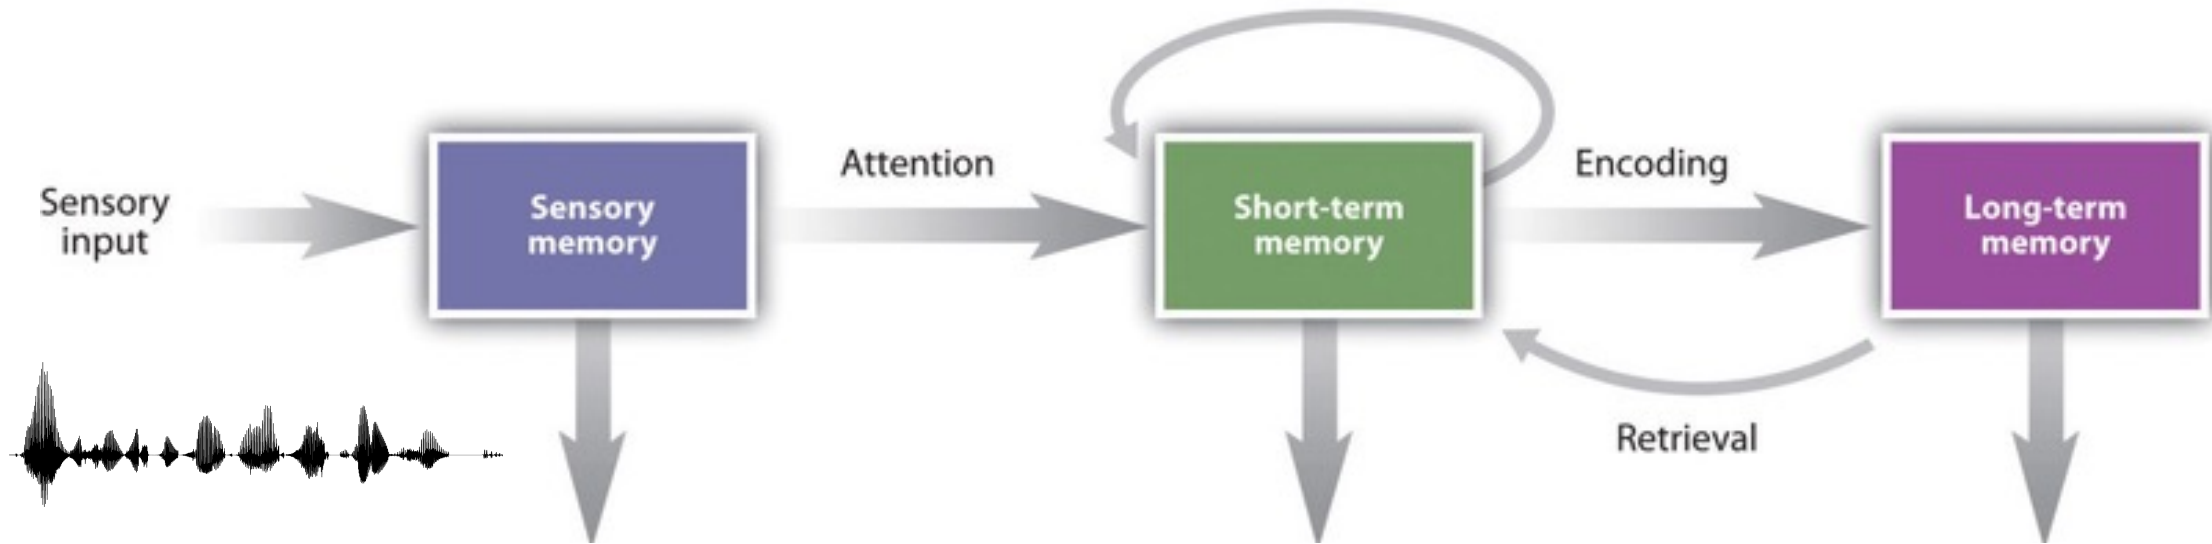 Sensory
input
Sensory
memory
Attention
Short-term
memory
Encoding
Long-term
memory
Retrieval